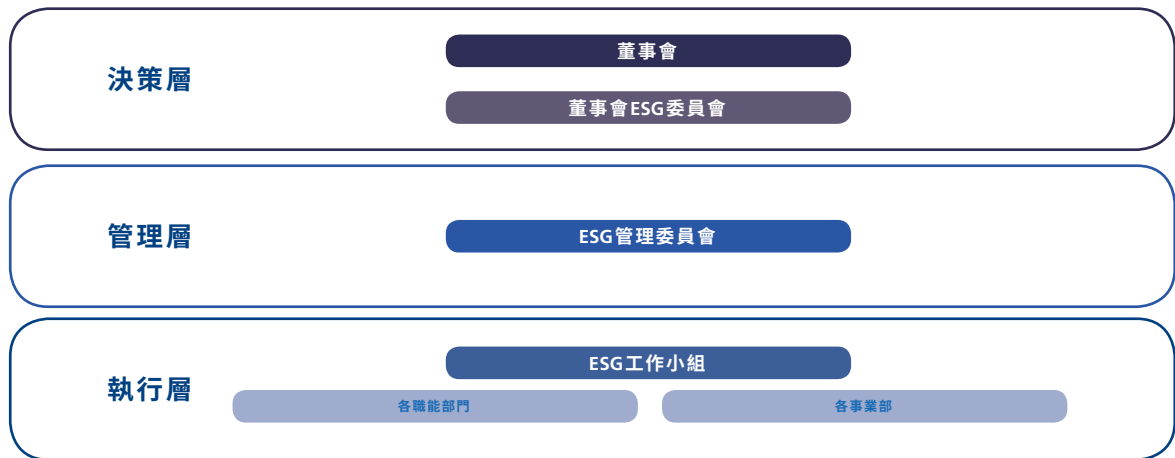 決策層
董事會
董事會ESG委員會
管理層
ESG管理委員會
執行層
ESG工作小組
各職能部門
各事業部